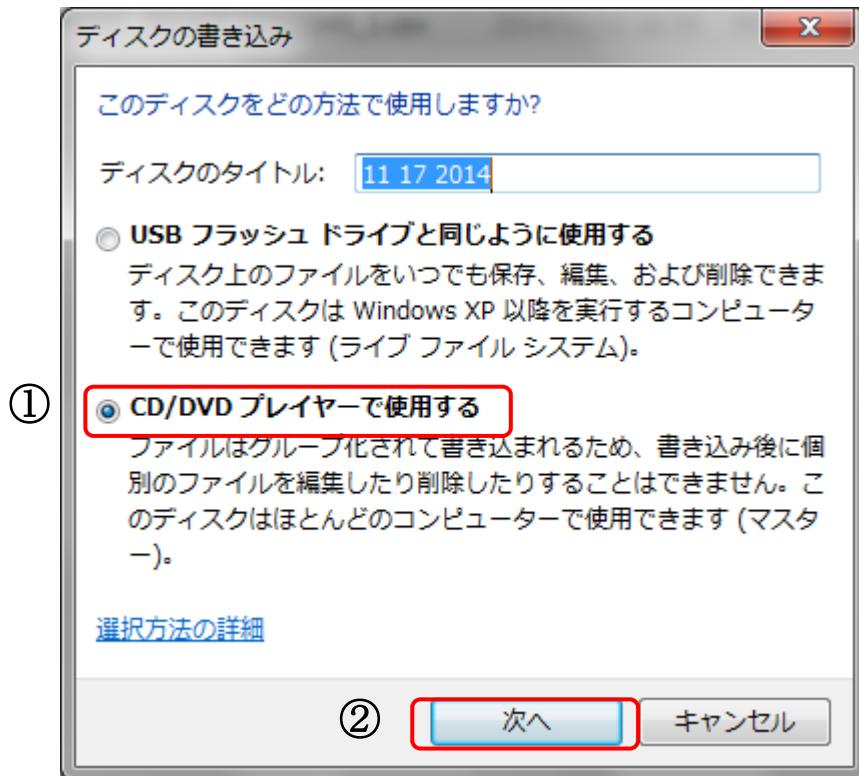 ディスクの書き込み
このディスクをどの方法で使用しますか?
ディスクのタイトル: 11 17 2014
USB フラッシュ ドライブと同じように使用する
ディスク上のファイルをいつでも保存、編集、および削除できま
す。このディスクは Windows XP 以降を実行するコンピュータ
ーで使用できます (ライブ ファイル システム)。
① CD/DVD プレイヤーで使用する
ファイルはグループ化されて書き込まれるため、書き込み後に個
別のファイルを編集したり削除したりすることはできません。こ
のディスクはほとんどのコンピューターで使用できます (マスタ
ー)。
選択方法の詳細
② 次へ キャンセル